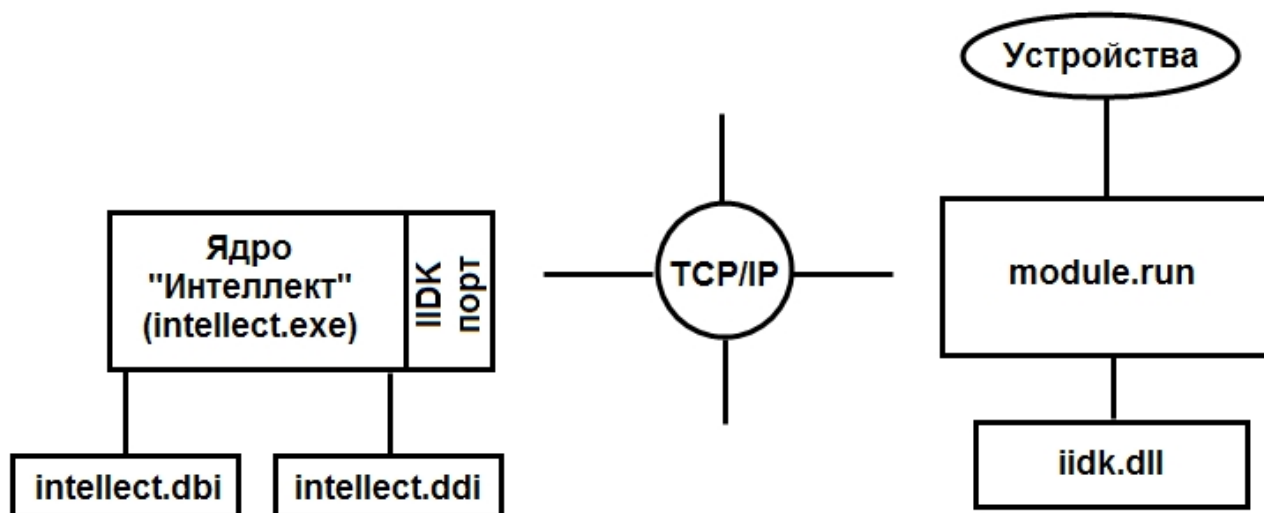 Устройства
Ядро
"Интеллект"
(intellect.exe)
IIDK
порт
TCP/IP
module.run
intellect.dbi
intellect.ddi
iidk.dll